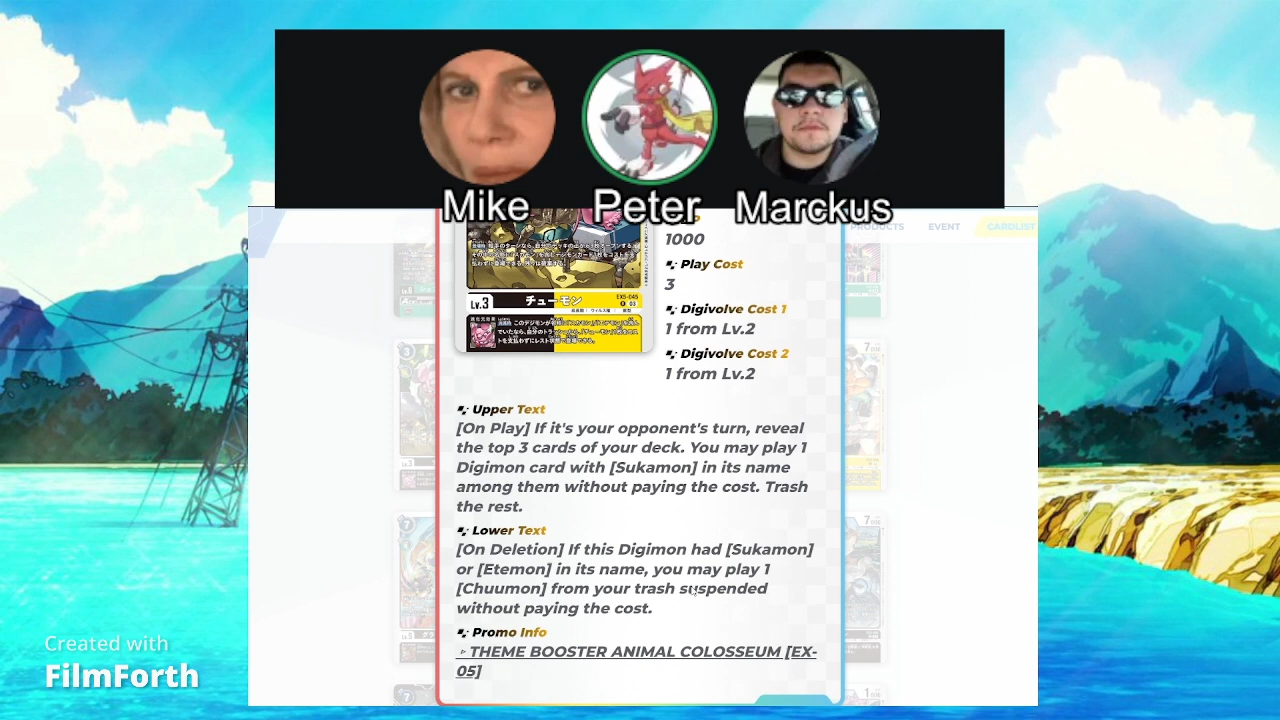 Mike
Peter
Marckus
PRODUCTS
EVENT
CARDLIST
1000
Play Cost
3
Digivolve Cost 1
1 from Lv.2
Digivolve Cost 2
1 from Lv.2
Lv.3
チューモン
EX5-045
Upper Text
[On Play] If it's your opponent's turn, reveal
the top 3 cards of your deck. You may play 1
Digimon card with [Sukamon] in its name
among them without paying the cost. Trash
the rest.
Lower Text
[On Deletion] If this Digimon had [Sukamon]
or [Etemon] in its name, you may play 1
[Chuumon] from your trash suspended
without paying the cost.
Promo Info
THEME BOOSTER ANIMAL COLOSSEUM [EX-
05]
Created with
FilmForth